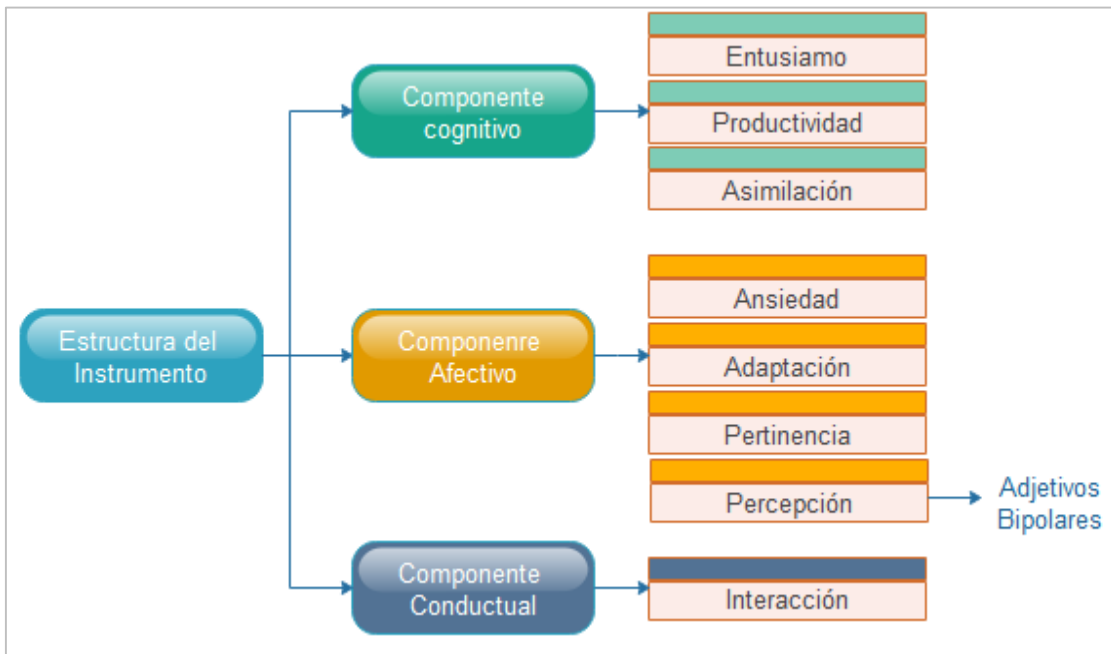 Estructura del
Instrumento
Componente
cognitivo
Entusiamo
Productividad
Asimilación
Componenre
Afectivo
Ansiedad
Adaptación
Pertinencia
Percepción
Adjetivos
Bipolares
Componente
Conductual
Interacción